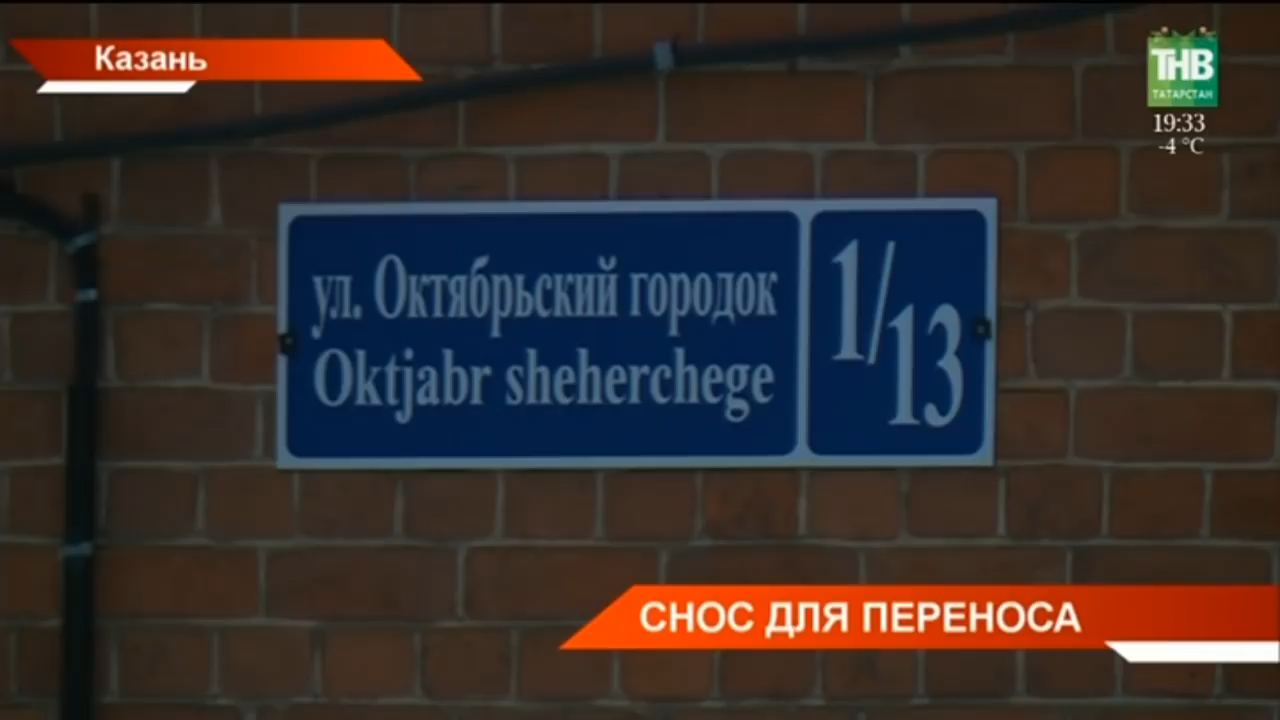 Казань
ТНВ
ТАТАРСТАН
19:33
-4 °C
ул. Октябрьский городок
Oktjabr sheherchege
1/13
СНОС ДЛЯ ПЕРЕНОСА